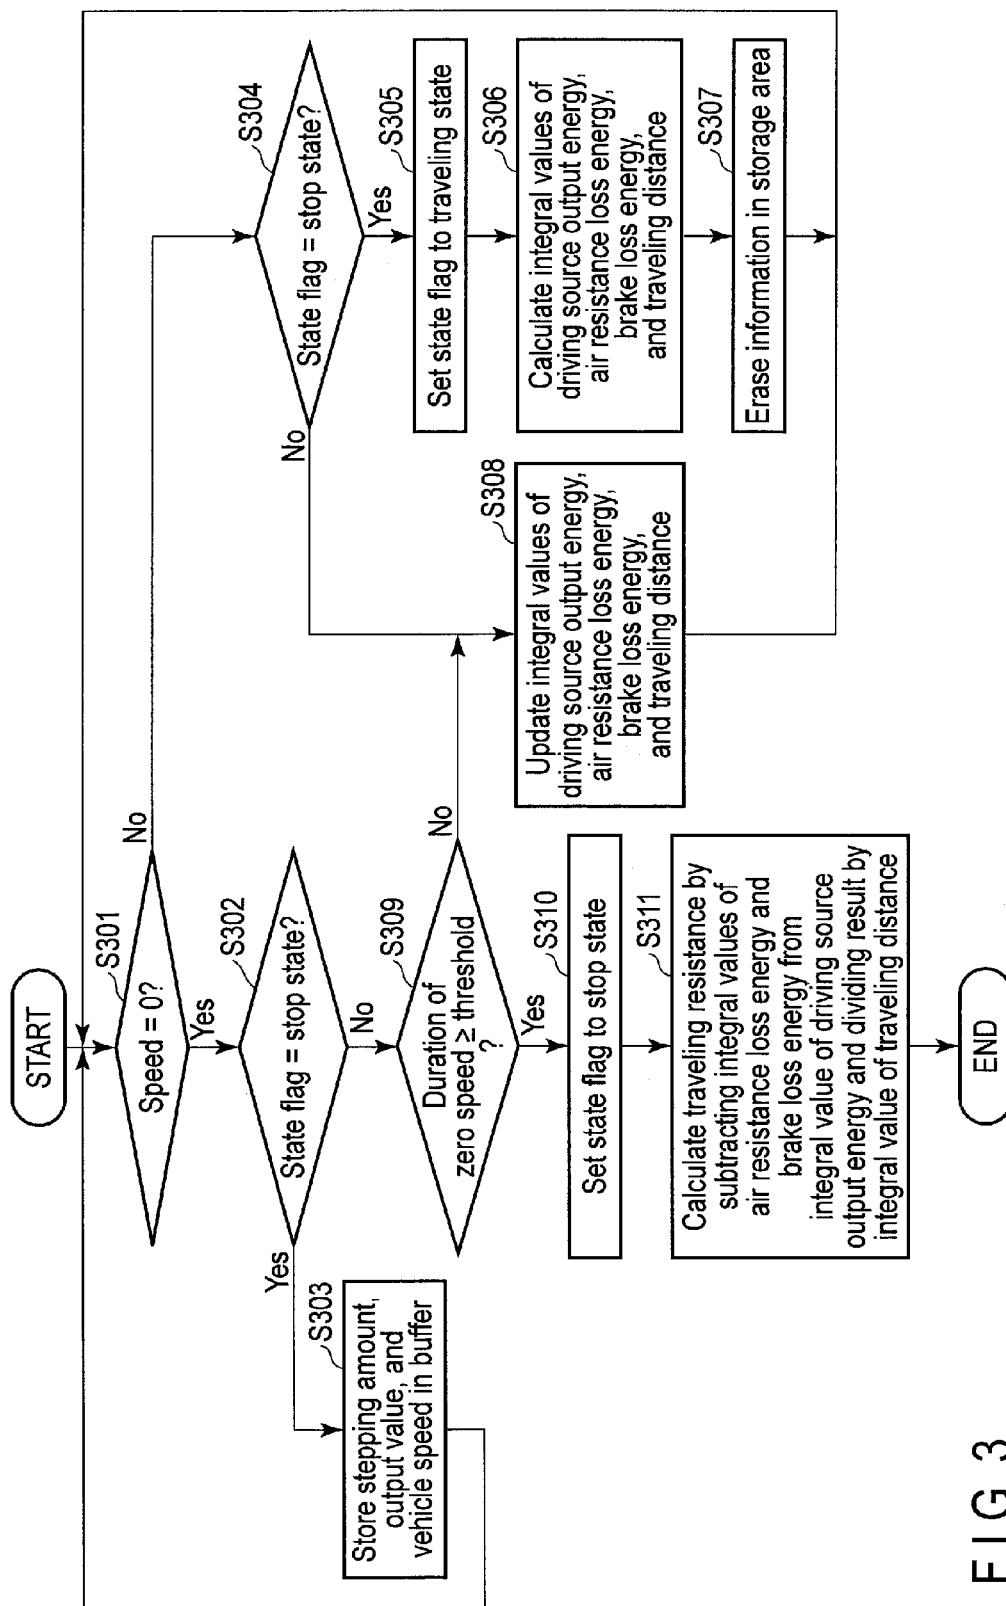 START
S301
Speed = 0?
No
Yes
S302
State flag = stop state?
Yes
No
S303
Store stepping amount,
output value, and
vehicle speed in buffer
S304
State flag = stop state?
No
Yes
S305
Set state flag to traveling state
S306
Calculate integral values of
driving source output energy,
air resistance loss energy,
brake loss energy,
and traveling distance
S307
Erase information in storage area
S308
Update integral values of
driving source output energy,
air resistance loss energy,
brake loss energy,
and traveling distance
S309
Duration of
zero speed ≥ threshold
?
No
Yes
S310
Set state flag to stop state
S311
Calculate traveling resistance by
subtracting integral values of
air resistance loss energy and
brake loss energy from
integral value of driving source
output energy and dividing result by
integral value of traveling distance
END
FIG. 3